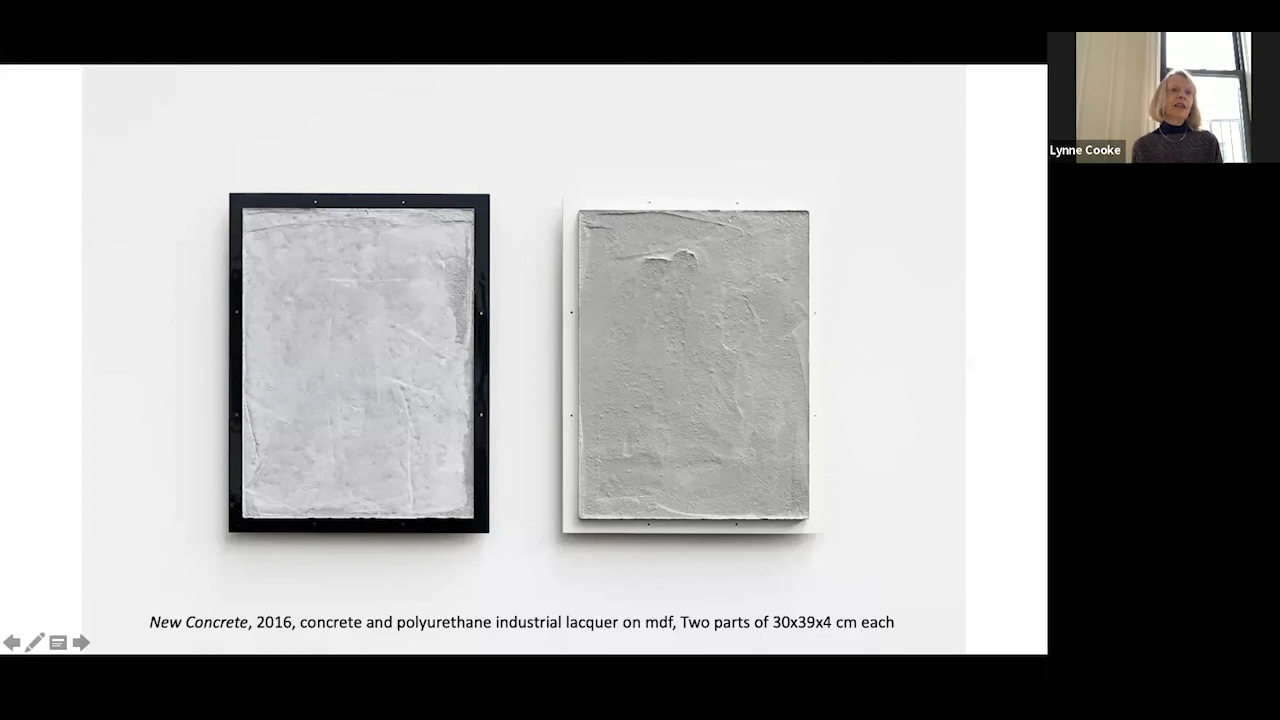 Lynne Cooke
New Concrete, 2016, concrete and polyurethane industrial lacquer on mdf, Two parts of 30x39x4 cm each